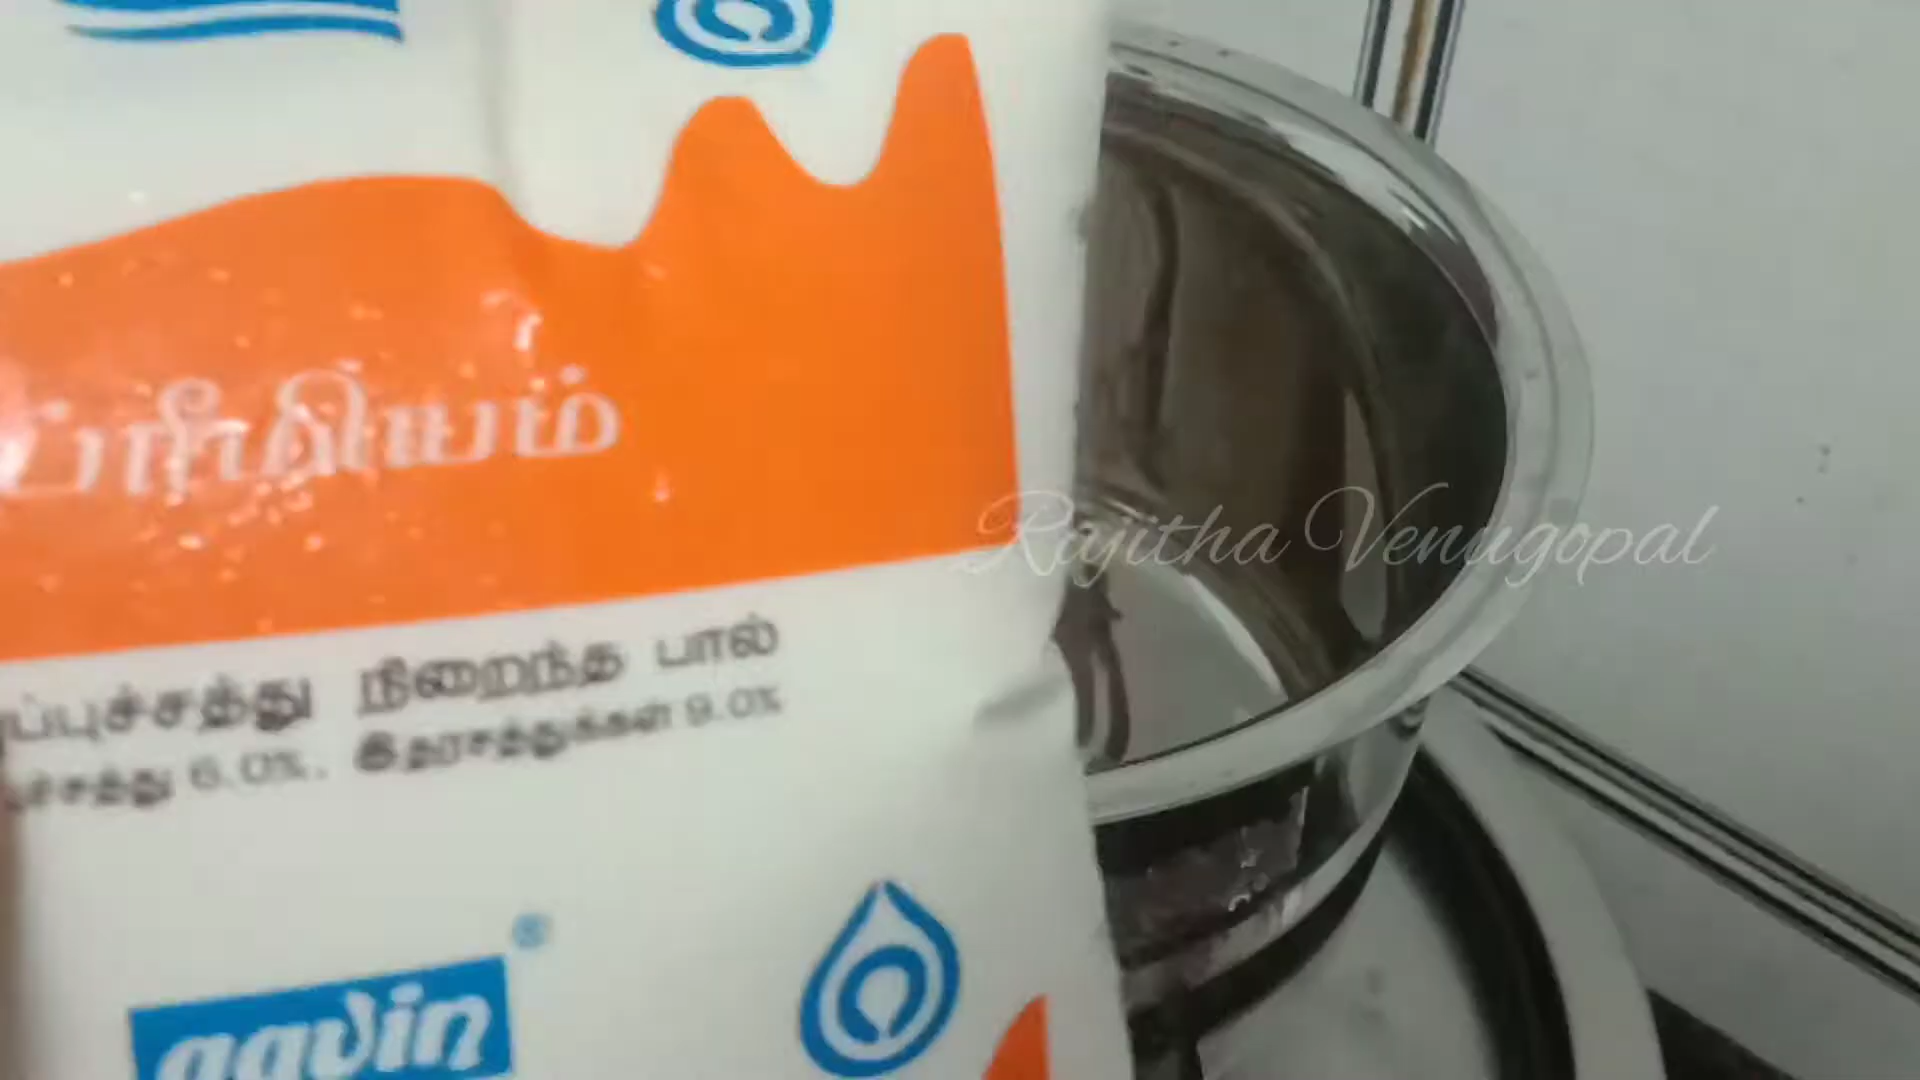 ப்ரீமியம்
Rajitha Venugopal
நிறைந்த பால்
6.0%. இதரசத்துக்கள் 9.0%
®
aavin